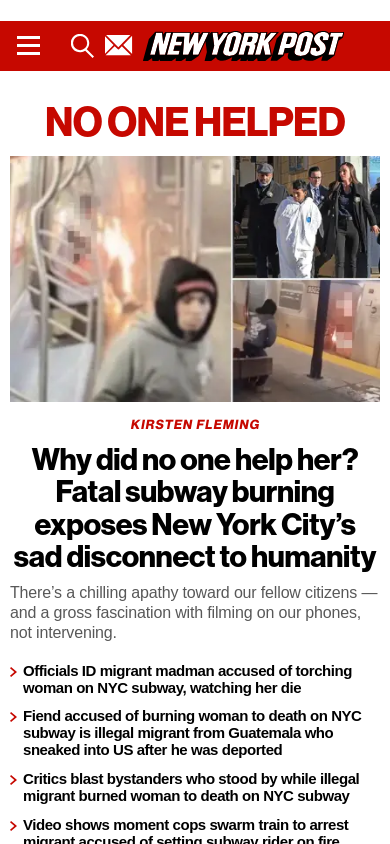 NEW YORK POST
NO ONE HELPED
KIRSTEN FLEMING
Why did no one help her?
Fatal subway burning
exposes New York City’s
sad disconnect to humanity
There’s a chilling apathy toward our fellow citizens —
and a gross fascination with filming on our phones,
not intervening.
Officials ID migrant madman accused of torching
woman on NYC subway, watching her die
Fiend accused of burning woman to death on NYC
subway is illegal migrant from Guatemala who
sneaked into US after he was deported
Critics blast bystanders who stood by while illegal
migrant burned woman to death on NYC subway
Video shows moment cops swarm train to arrest
migrant accused of setting subway rider on fire